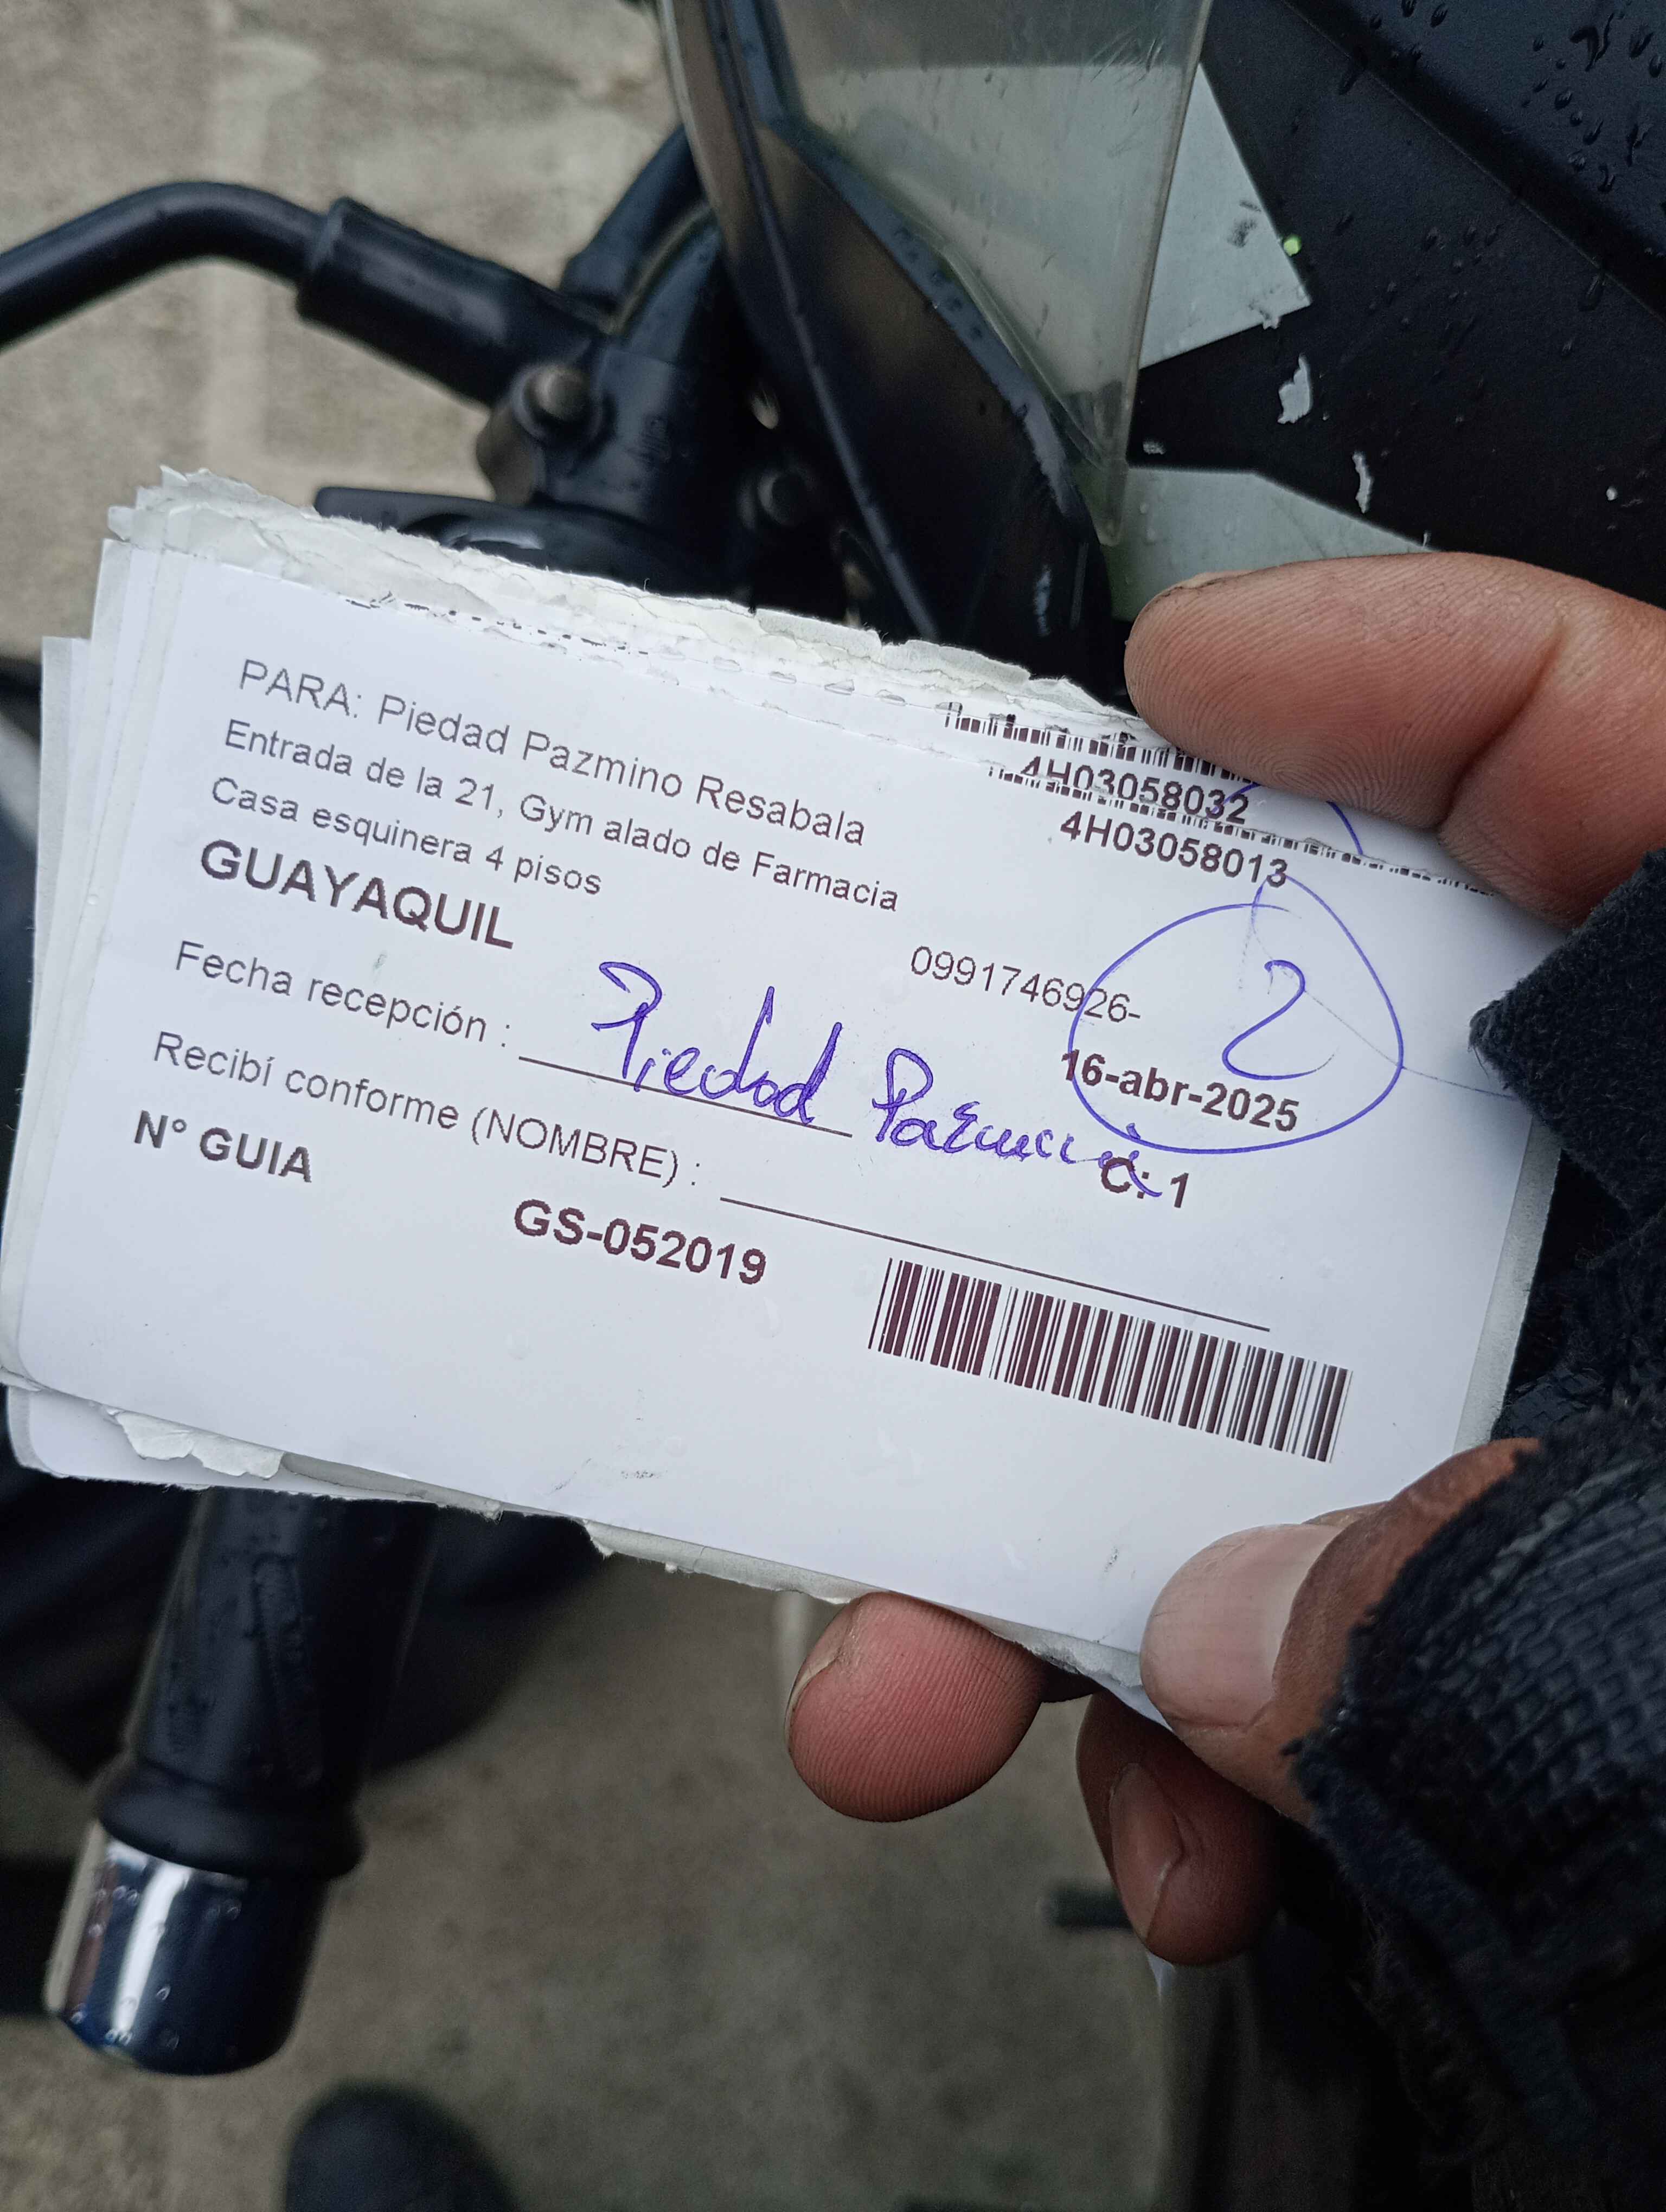 4H03058032
4H03058013
PARA: Piedad Pazmino Resabala
Entrada de la 21, Gym alado de Farmacia
Casa esquinera 4 pisos
GUAYAQUIL
0991746926-
2
16-abr-2025
Fecha recepción : Piedad Pazmiño
C: 1
Recibí conforme (NOMBRE) :
N° GUIA GS-052019